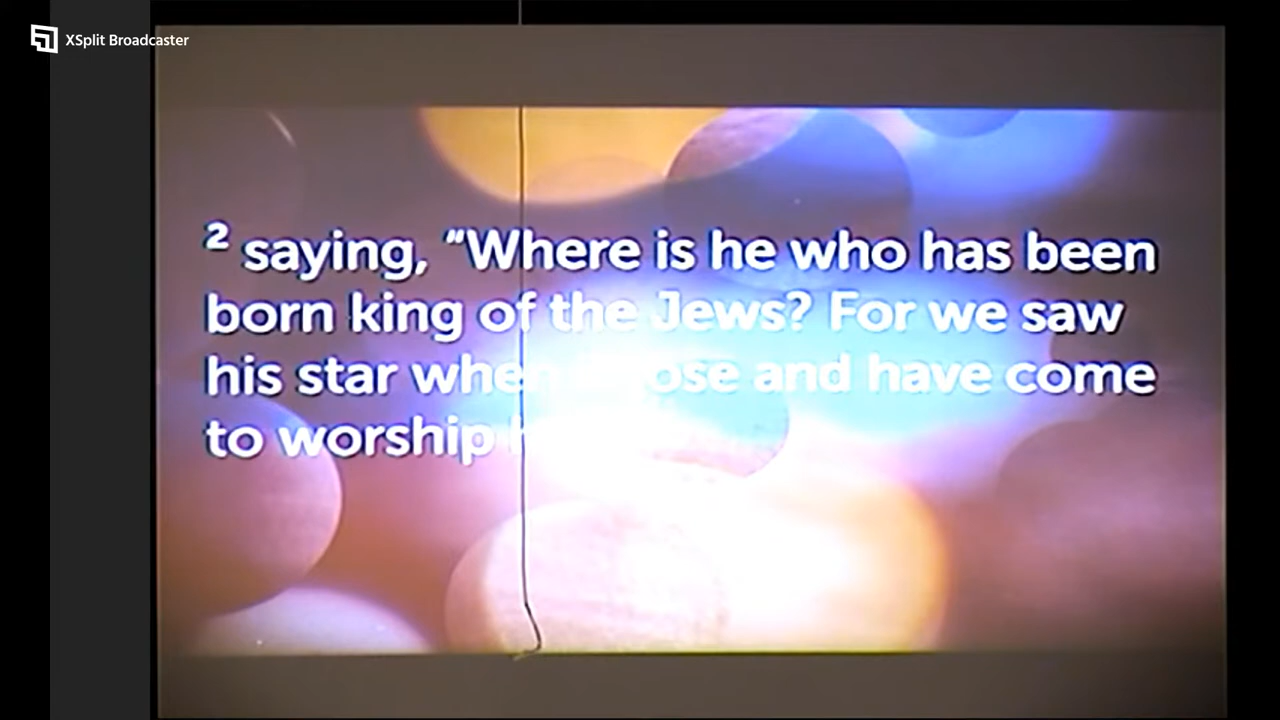 XSplit Broadcaster
2 saying, “Where is he who has been
born king of the Jews? For we saw
his star when and have come
to worship